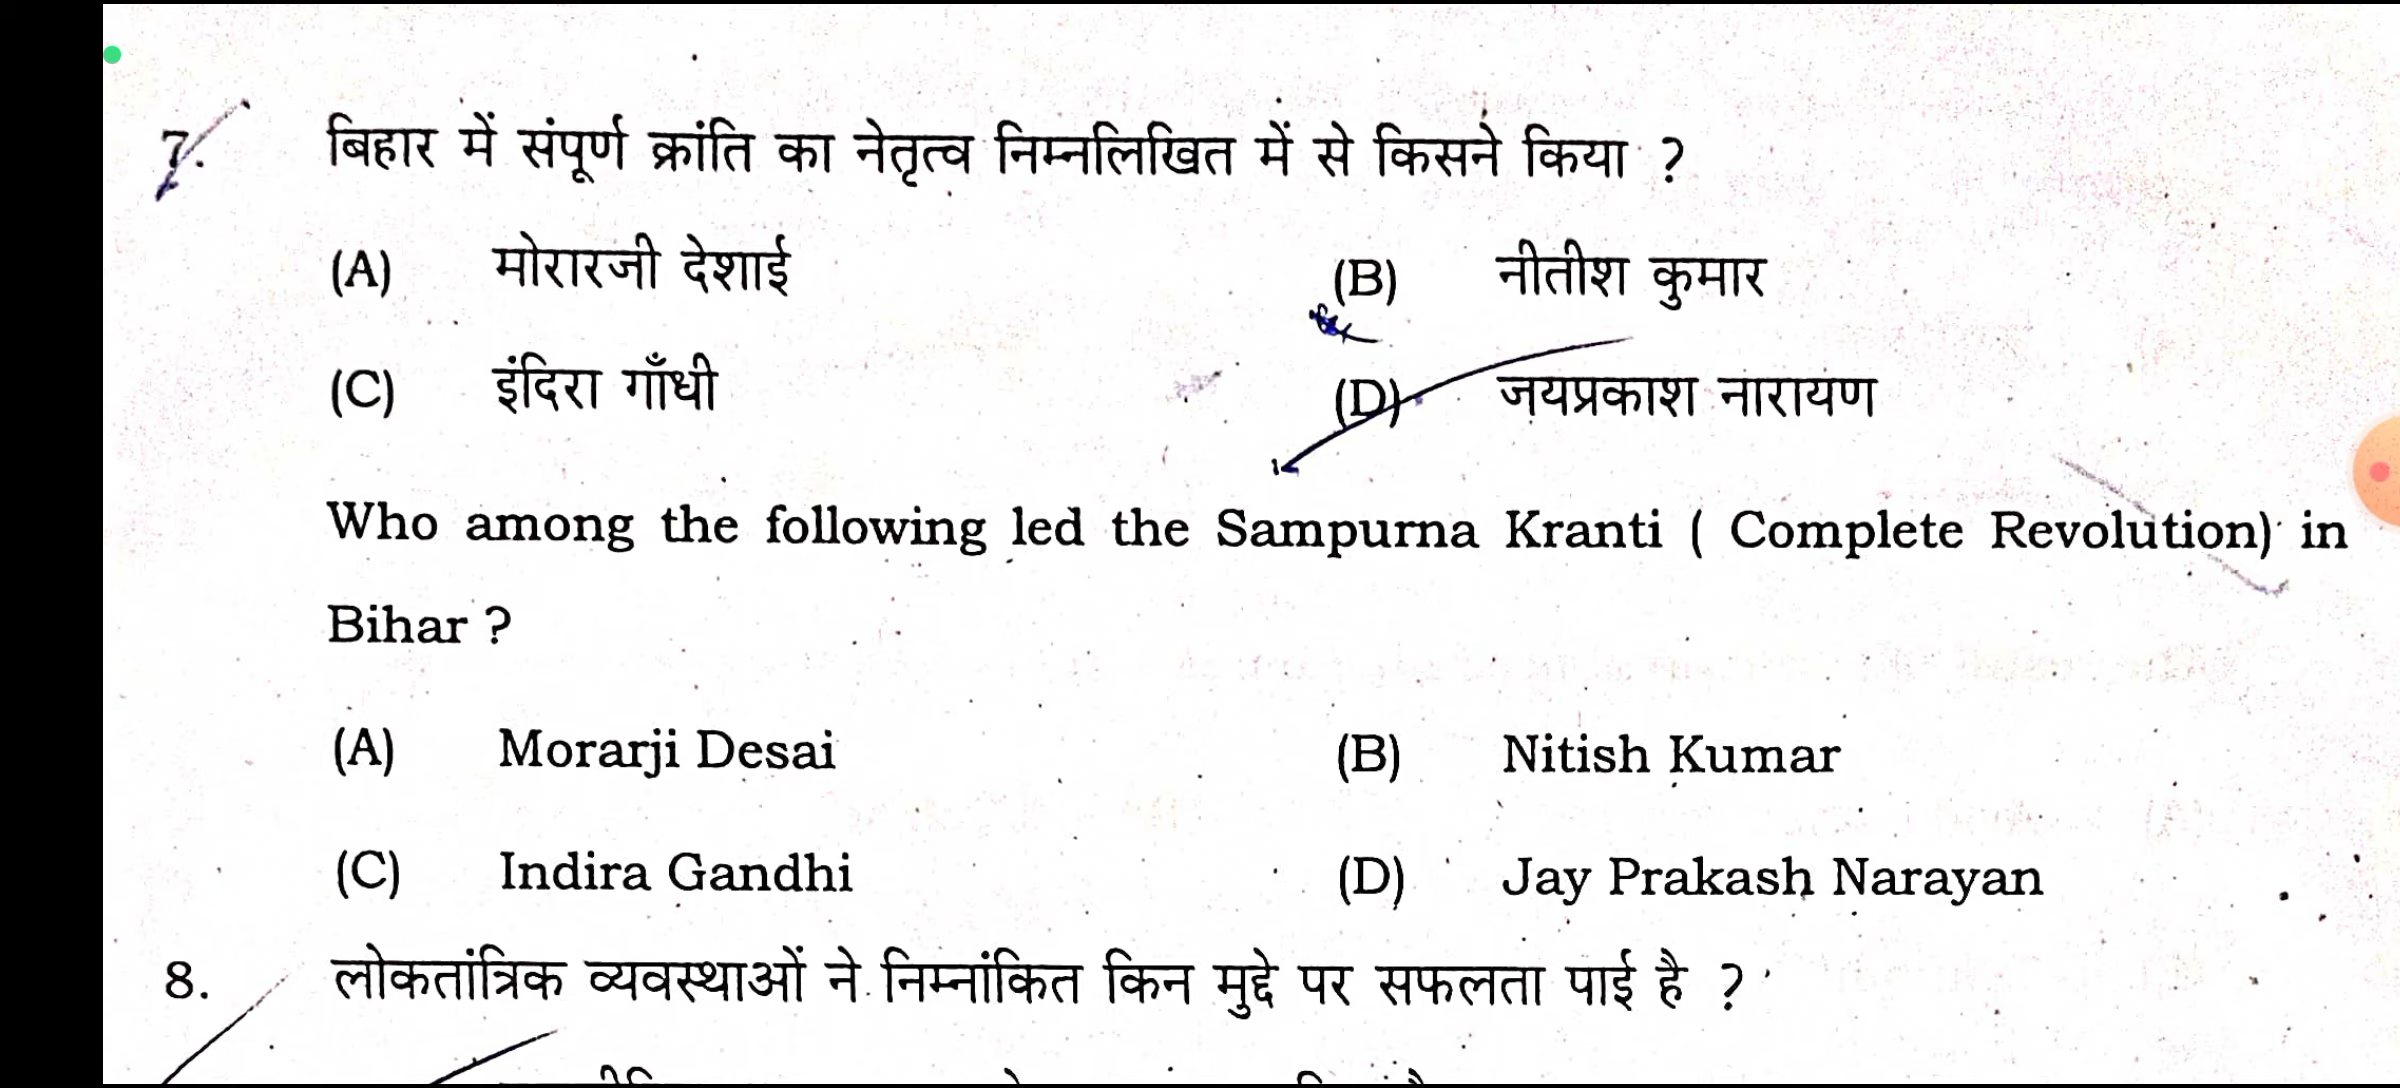 7. बिहार में संपूर्ण क्रांति का नेतृत्व निम्नलिखित में से किसने किया ?
(A) मोरारजी देशाई (B) नीतीश कुमार
(C) इंदिरा गाँधी (D) जयप्रकाश नारायण
Who among the following led the Sampurna Kranti ( Complete Revolution) in
Bihar ?
(A) Morarji Desai (B) Nitish Kumar
(C) Indira Gandhi (D) Jay Prakash Narayan
8. लोकतांत्रिक व्यवस्थाओं ने निम्नांकित किन मुद्दे पर सफलता पाई है ?